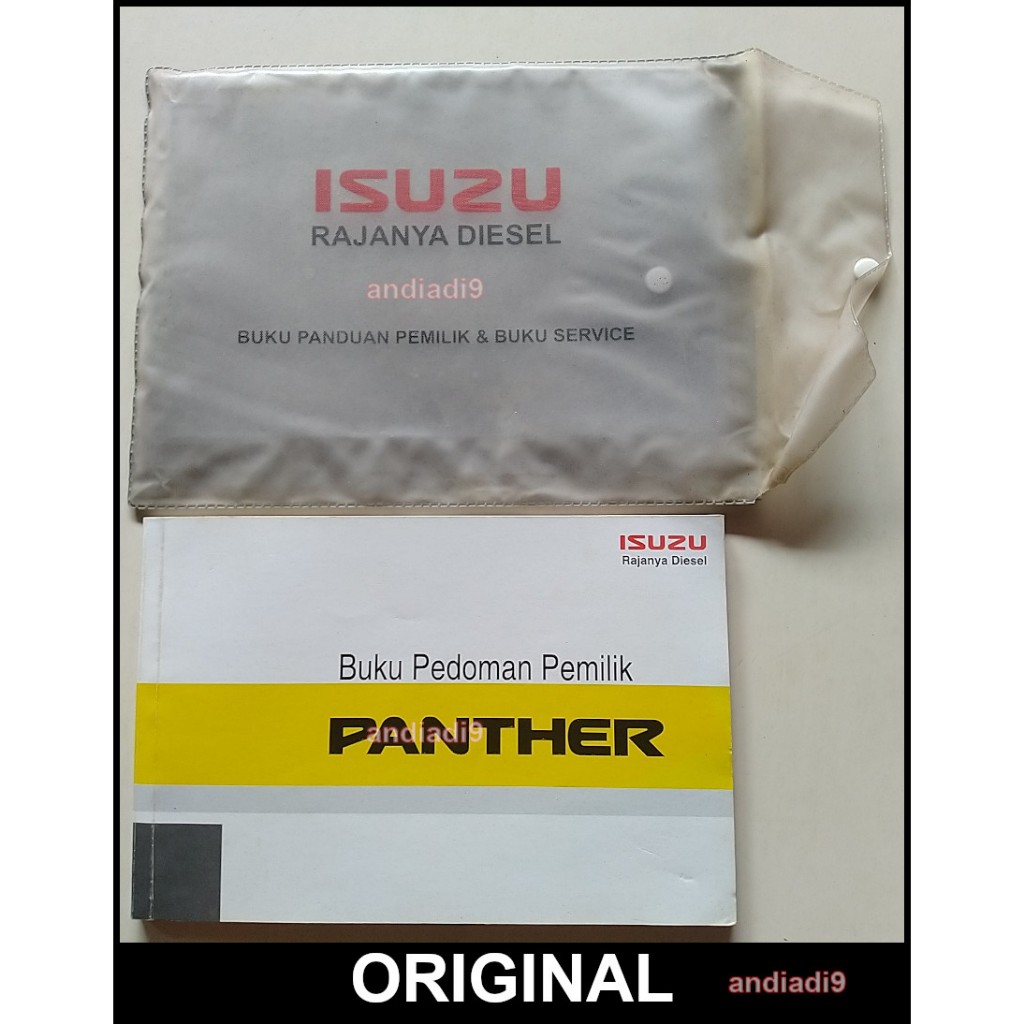 ISUZU
RAJANYA DIESEL
andiadi9
BUKU PANDUAN PEMILIK & BUKU SERVICE
ISUZU
Rajanya Diesel
Buku Pedoman Pemilik
PANTHER
andiadi9
ORIGINAL
andiadi9